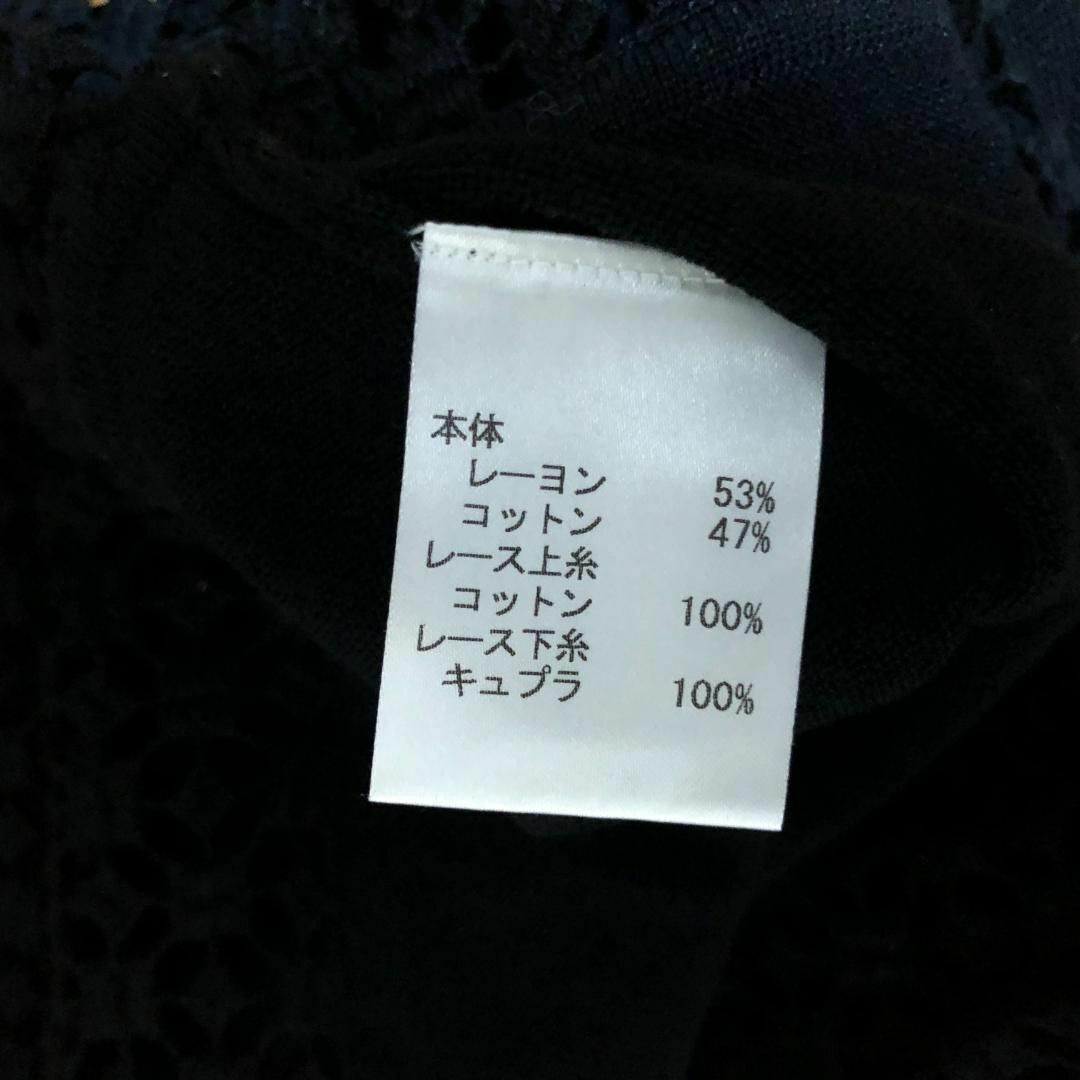 本体
レーヨン 53%
コットン 47%
レース上糸
コットン 100%
レース下糸
キュプラ 100%